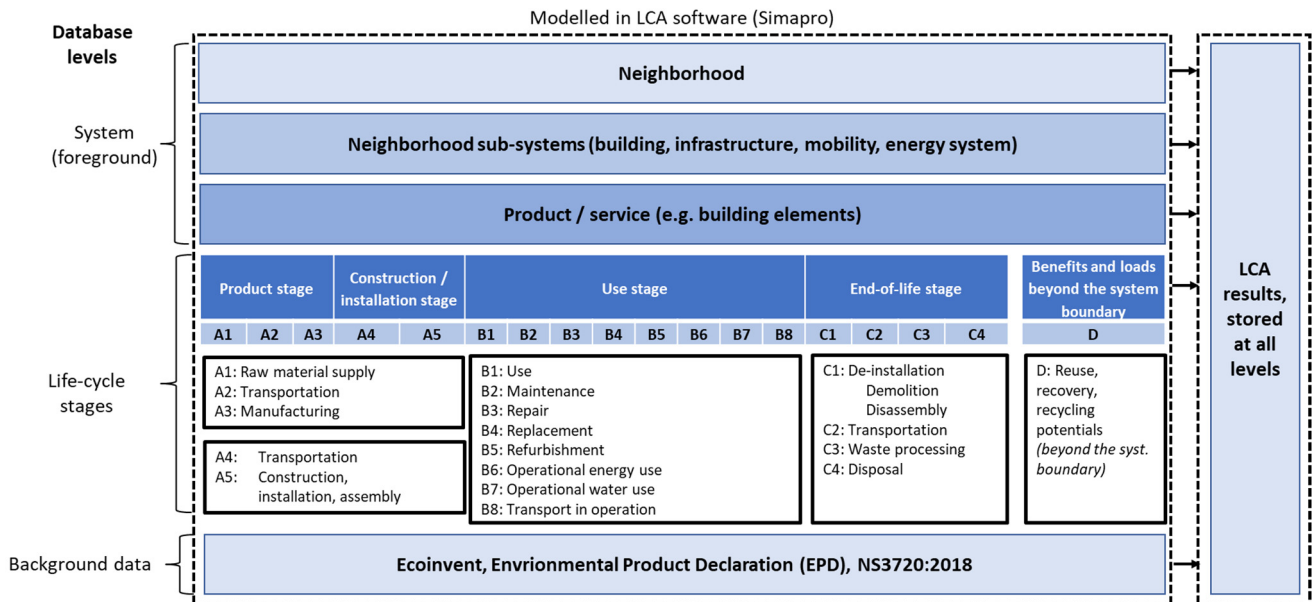 Modelled in LCA software (Simapro)
Database
levels
Neighborhood
System
(foreground)
Neighborhood sub-systems (building, infrastructure, mobility, energy system)
Product / service (e.g. building elements)
Product stage
Construction /
installation stage
Use stage
End-of-life stage
Benefits and loads
beyond the system
boundary
A1 A2 A3 A4 A5 B1 B2 B3 B4 B5 B6 B7 B8 C1 C2 C3 C4 D
Life-cycle
stages
A1: Raw material supply
A2: Transportation
A3: Manufacturing
A4: Transportation
A5: Construction,
installation, assembly
B1: Use
B2: Maintenance
B3: Repair
B4: Replacement
B5: Refurbishment
B6: Operational energy use
B7: Operational water use
B8: Transport in operation
C1: De-installation
Demolition
Disassembly
C2: Transportation
C3: Waste processing
C4: Disposal
D: Reuse,
recovery,
recycling
potentials
(beyond the syst.
boundary)
Background data
Ecoinvent, Envrionmental Product Declaration (EPD), NS3720:2018
LCA
results,
stored
at all
levels